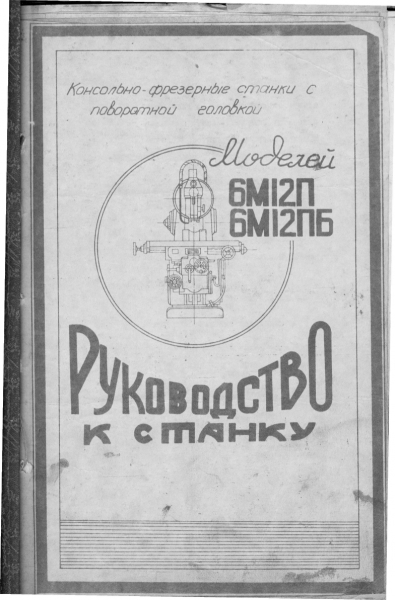 Консольно-фрезерные станки с
поворотной головкой
Моделей
6М12П
6М12ПБ
Руководство
к станку